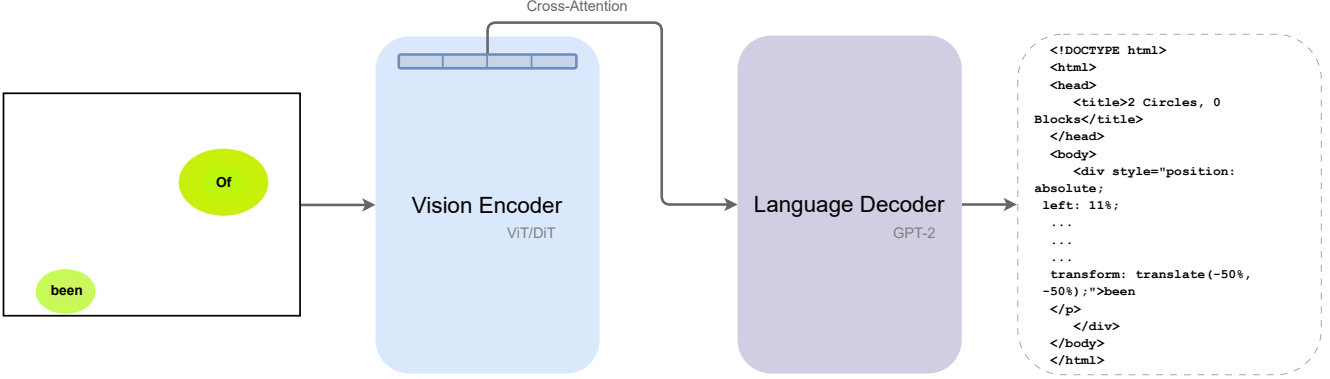 Cross-Attention
Of
been
Vision Encoder
ViT/DiT
Language Decoder
GPT-2
<!DOCTYPE html>
<html>
<head>
<title>2 Circles, 0
Blocks</title>
</head>
<body>
<div style="position:
absolute;
left: 11%;
...
...
...
transform: translate(-50%,
-50%);">been
</p>
</div>
</body>
</html>